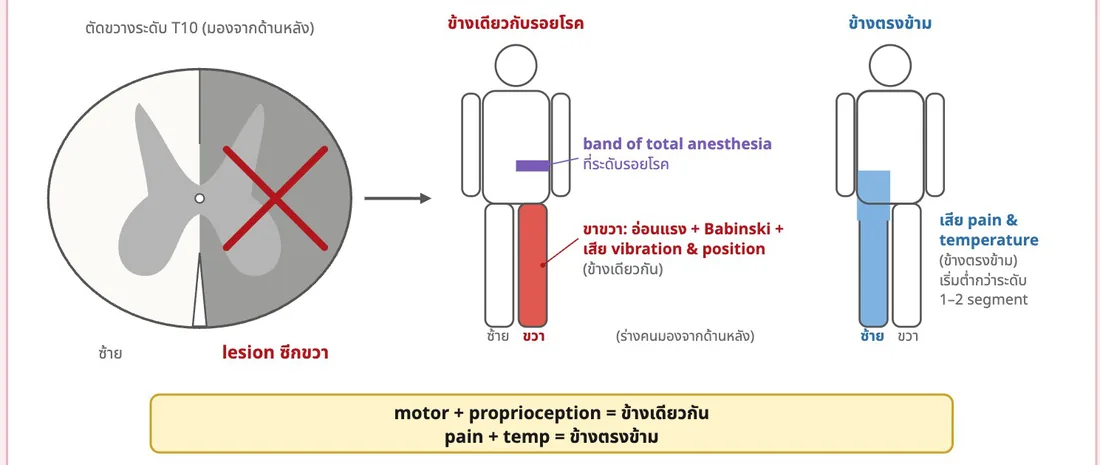 ตัดขวางระดับ T10 (มองจากด้านหลัง)
ซ้าย
lesion ซีกขวา
ข้างเดียวกับรอยโรค
band of total anesthesia
ที่ระดับรอยโรค
ขาขวา: อ่อนแรง + Babinski +
เสีย vibration & position
(ข้างเดียวกัน)
ซ้าย ขวา
(ร่างคนมองจากด้านหลัง)
ข้างตรงข้าม
เสีย pain &
temperature
(ข้างตรงข้าม)
เริ่มต่ำกว่าระดับ
1–2 segment
ซ้าย ขวา
motor + proprioception = ข้างเดียวกัน
pain + temp = ข้างตรงข้าม